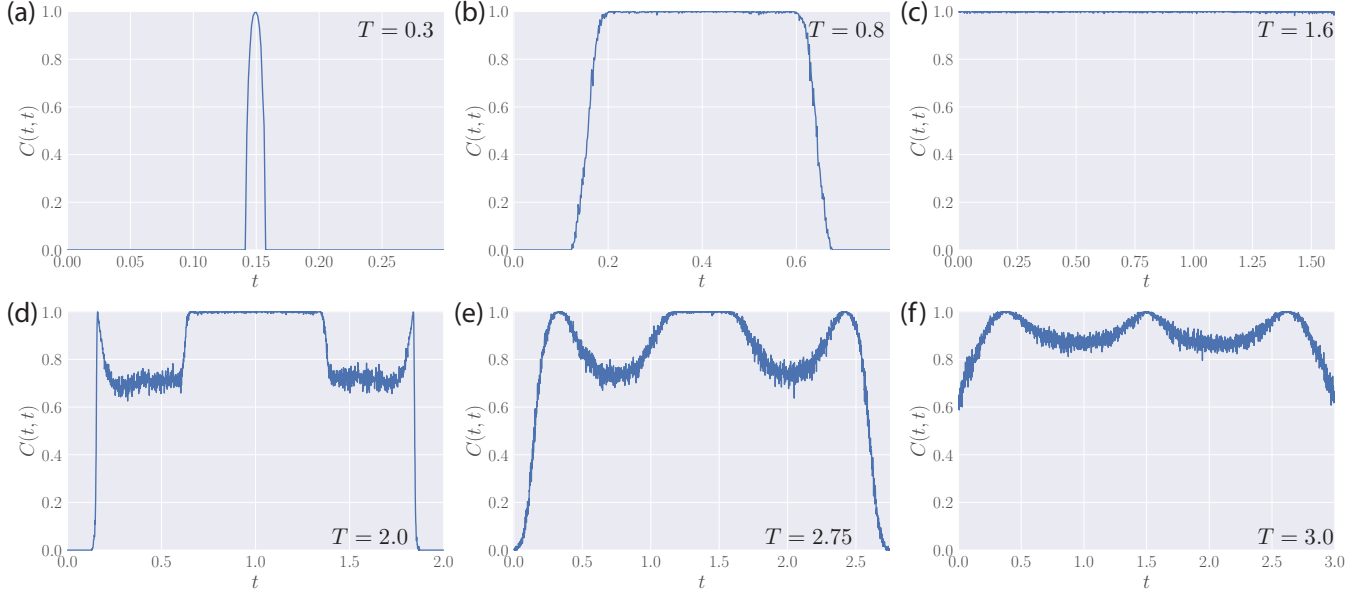 (a)
T = 0.3
C(t, t)
1.0
0.8
0.6
0.4
0.2
0.0
0.00 0.05 0.10 0.15 0.20 0.25
t
(b)
T = 0.8
C(t, t)
1.0
0.8
0.6
0.4
0.2
0.0
0.0 0.2 0.4 0.6
t
(c)
T = 1.6
C(t, t)
1.0
0.8
0.6
0.4
0.2
0.0
0.00 0.25 0.50 0.75 1.00 1.25 1.50
t
(d)
T = 2.0
C(t, t)
1.0
0.8
0.6
0.4
0.2
0.0
0.0 0.5 1.0 1.5 2.0
t
(e)
T = 2.75
C(t, t)
1.0
0.8
0.6
0.4
0.2
0.0
0.0 0.5 1.0 1.5 2.0 2.5
t
(f)
T = 3.0
C(t, t)
1.0
0.8
0.6
0.4
0.2
0.0
0.0 0.5 1.0 1.5 2.0 2.5 3.0
t